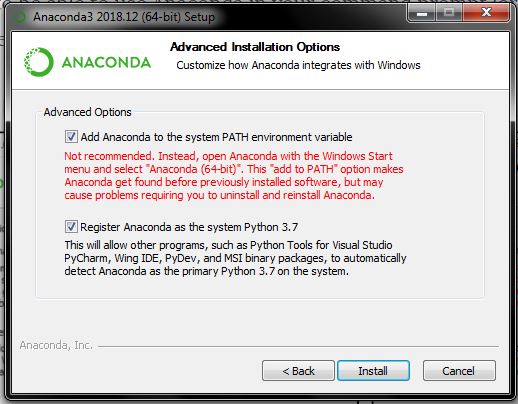 Anaconda3 2018.12 (64-bit) Setup
Advanced Installation Options
Customize how Anaconda integrates with Windows
ANACONDA
Advanced Options
Add Anaconda to the system PATH environment variable
Not recommended. Instead, open Anaconda with the Windows Start
menu and select "Anaconda (64-bit)". This "add to PATH" option makes
Anaconda get found before previously installed software, but may
cause problems requiring you to uninstall and reinstall Anaconda.
Register Anaconda as the system Python 3.7
This will allow other programs, such as Python Tools for Visual Studio
PyCharm, Wing IDE, PyDev, and MSI binary packages, to automatically
detect Anaconda as the primary Python 3.7 on the system.
Anaconda, Inc.
< Back
Install
Cancel